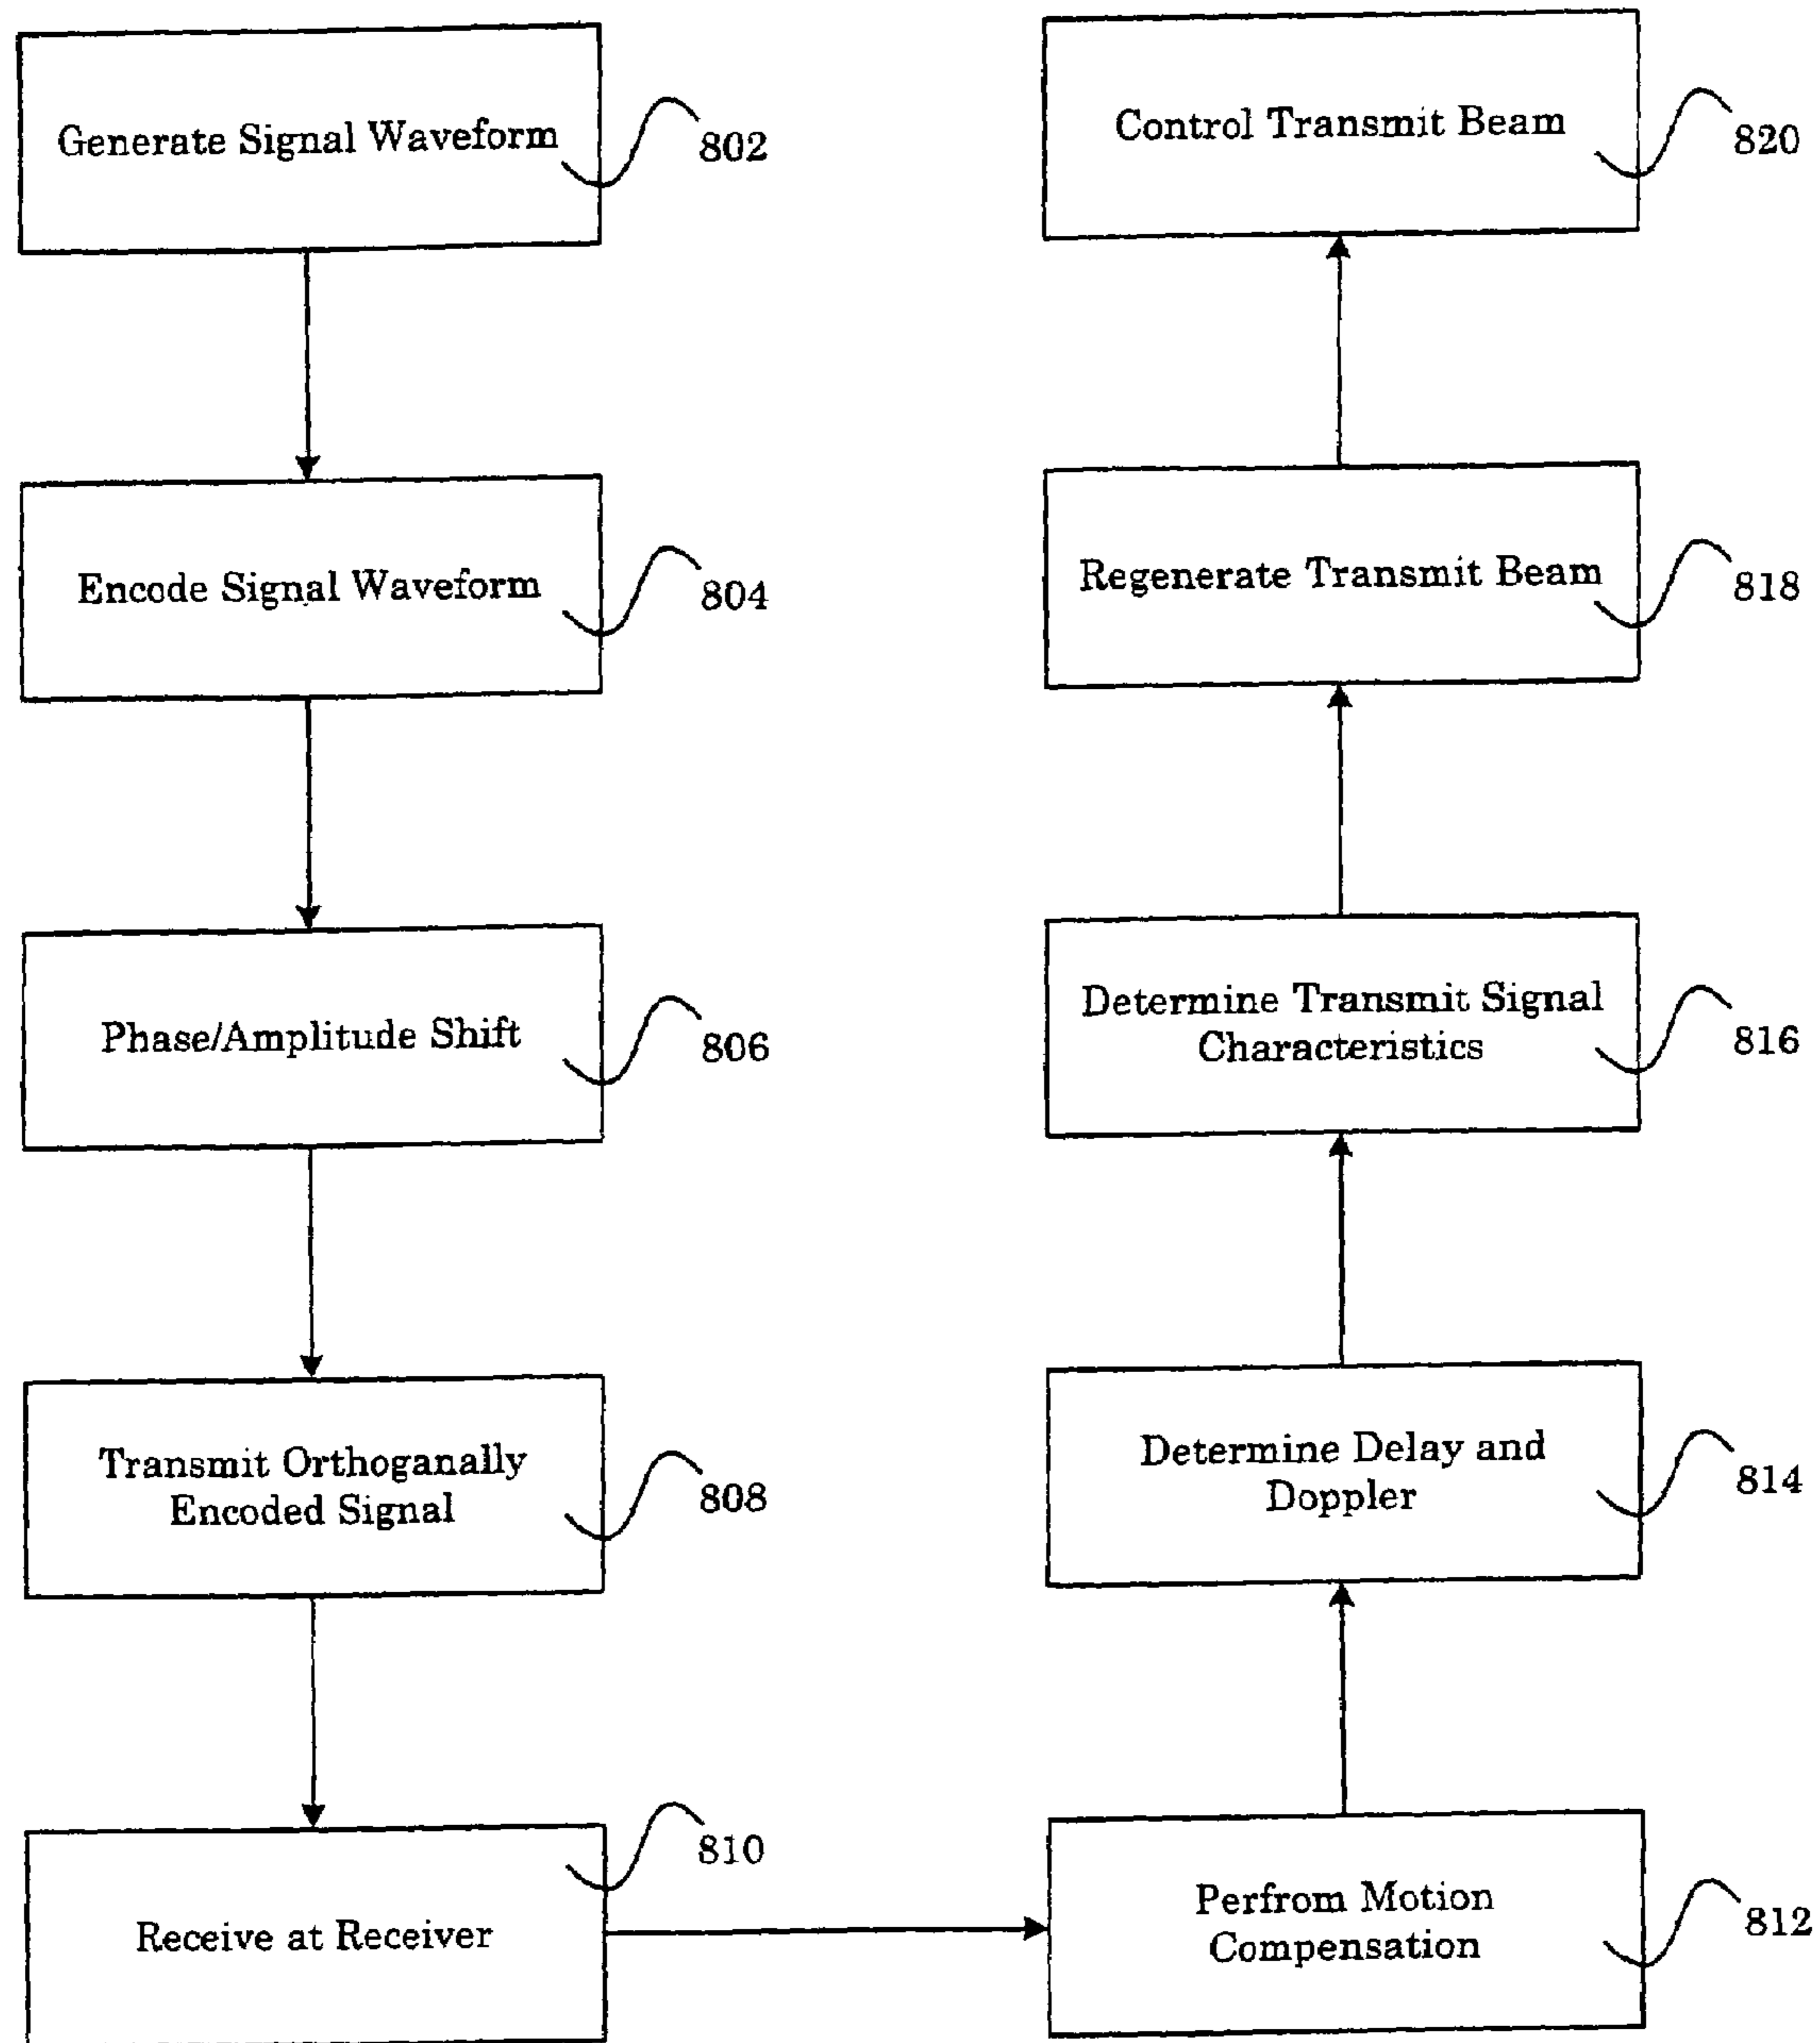 Generate Signal Waveform
802
Encode Signal Waveform
804
Phase/Amplitude Shift
806
Transmit Orthoganally
Encoded Signal
808
Receive at Receiver
810
Perfrom Motion
Compensation
812
Determine Delay and
Doppler
814
Determine Transmit Signal
Characteristics
816
Regenerate Transmit Beam
818
Control Transmit Beam
820